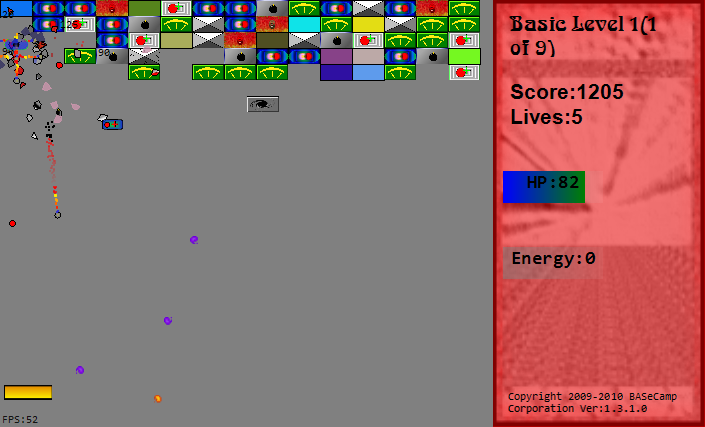 Basic Level 1(1
of 9)
Score:1205
Lives:5
HP:82
Energy:0
90
Copyright 2009-2010 BASeCamp
Corporation Ver:1.3.1.0
FPS:52